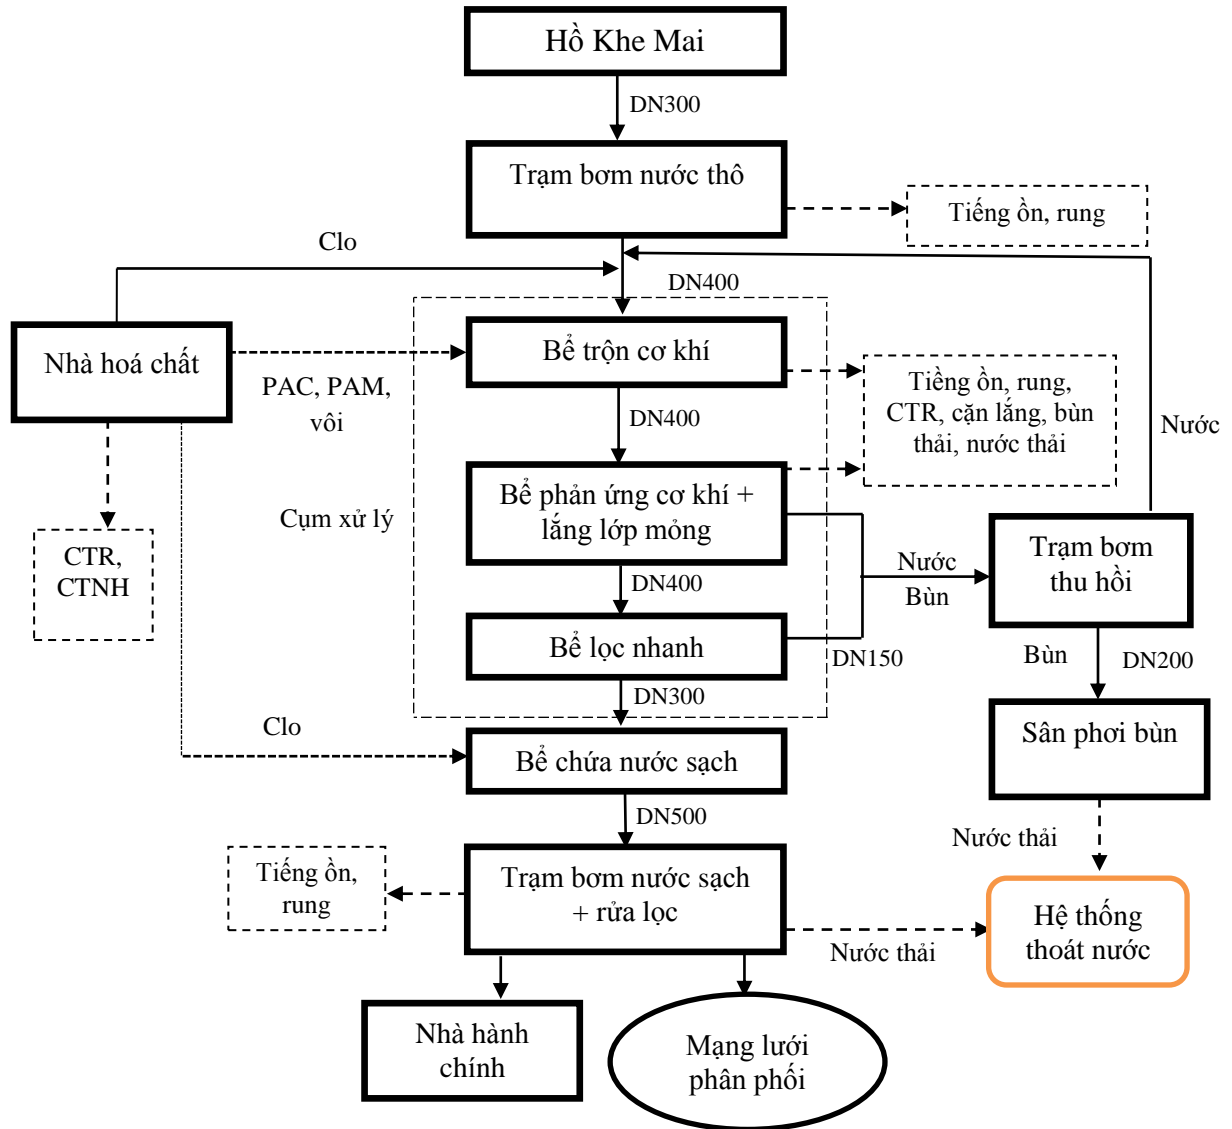 Hồ Khe Mai
DN300
Trạm bơm nước thô
Tiếng ồn, rung
Clo
DN400
Nhà hoá chất
Bể trộn cơ khí
PAC, PAM,
vôi
Tiềng ồn, rung,
CTR, cặn lắng, bùn
thải, nước thải
Nước
DN400
Cụm xử lý
Bể phản ứng cơ khí +
lắng lớp mỏng
CTR,
CTNH
Trạm bơm
thu hồi
Nước
Bùn
DN400
Bể lọc nhanh
DN150
Bùn
DN200
DN300
Clo
Sân phơi bùn
Bể chứa nước sạch
DN500
Nước thải
Tiếng ồn,
rung
Trạm bơm nước sạch
+ rửa lọc
Nước thải
Hệ thống
thoát nước
Nhà hành
chính
Mạng lưới
phân phối